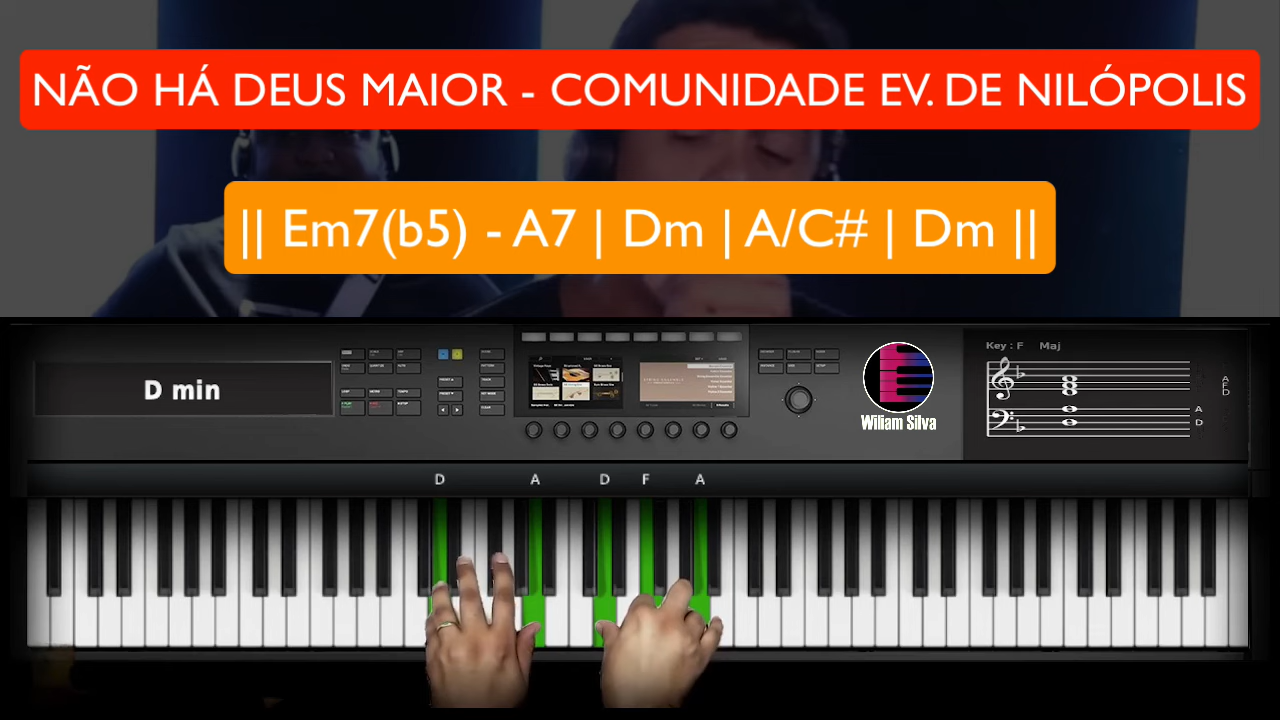 NÃO HÁ DEUS MAIOR - COMUNIDADE EV. DE NILÓPOLIS
|| Em7(b5) - A7 | Dm | A/C# | Dm ||
D min
Wiliam Silva
Key : F Maj
A
F
D
A
D
D A D F A